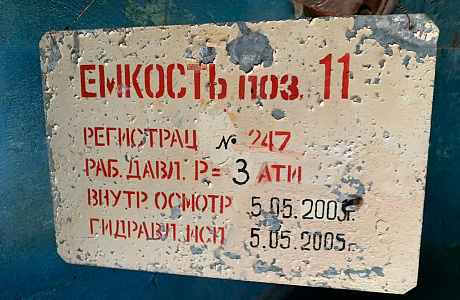 ЕМКОСТЬ поз. 11
РЕГИСТРАЦ № 247
РАБ. ДАВЛ. Р= 3 АТИ
ВНУТР ОСМОТР 5.05.2005г.
ГИДРАВЛ. ИСП 5.05.2005г.